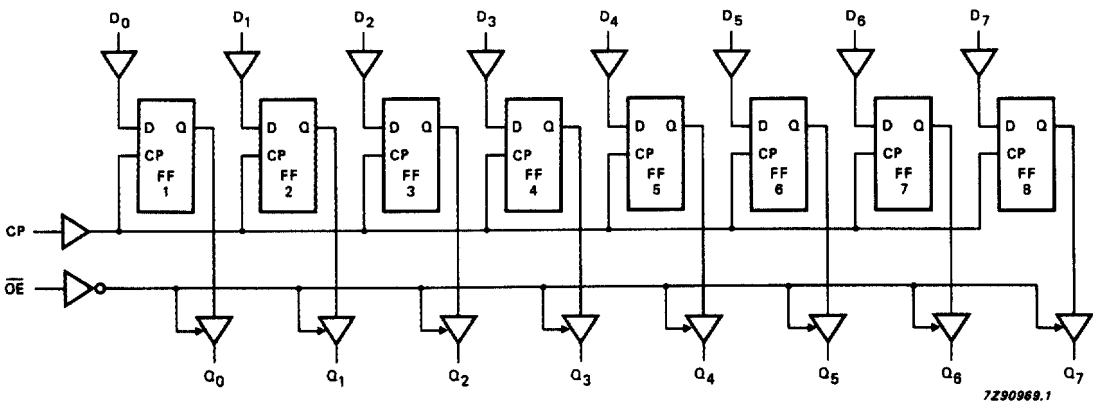 D0 D1 D2 D3 D4 D5 D6 D7
D Q D Q D Q D Q D Q D Q D Q D Q
CP CP CP CP CP CP CP CP
FF FF FF FF FF FF FF FF
1 2 3 4 5 6 7 8
CP
OE
Q0 Q1 Q2 Q3 Q4 Q5 Q6 Q7
7Z90969.1